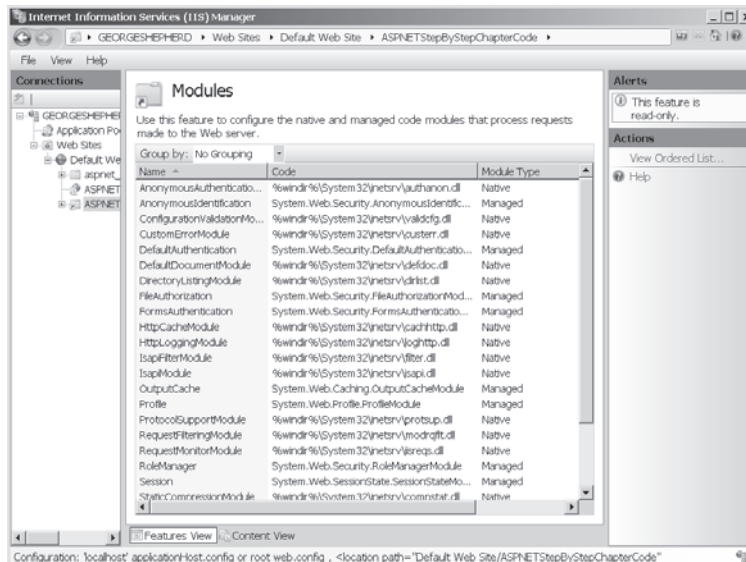 Internet Information Services (IIS) Manager
GEORGESHEPHERD Web Sites Default Web Site ASPNETStepByStepChapterCode
File View Help
Connections
GEORGESHEPHE
Application Po
Web Sites
Default We
aspnet_
ASPNET
ASPNET
Modules
Use this feature to configure the native and managed code modules that process requests
made to the Web server.
Group by: No Grouping
Name Code Module Type
AnonymousAuthenticatio... %windir%\System32\inetsrv\authanon.dll Native
AnonymousIdentification System.Web.Security.AnonymousIdentific... Managed
ConfigurationValidationMo... %windir%\System32\inetsrv\validcfg.dll Native
CustomErrorModule %windir%\System32\inetsrv\custerr.dll Native
DefaultAuthentication System.Web.Security.DefaultAuthenticatio... Managed
DefaultDocumentModule %windir%\System32\inetsrv\defdoc.dll Native
DirectoryListingModule %windir%\System32\inetsrv\dirlist.dll Native
FileAuthorization System.Web.Security.FileAuthorizationMod... Managed
FormsAuthentication System.Web.Security.FormsAuthenticatio... Managed
HttpCacheModule %windir%\System32\inetsrv\cachhttp.dll Native
HttpLoggingModule %windir%\System32\inetsrv\loghttp.dll Native
IsapiFilterModule %windir%\System32\inetsrv\filter.dll Native
IsapiModule %windir%\System32\inetsrv\isapi.dll Native
OutputCache System.Web.Caching.OutputCacheModule Managed
Profile System.Web.Profile.ProfileModule Managed
ProtocolSupportModule %windir%\System32\inetsrv\protsup.dll Native
RequestFilteringModule %windir%\System32\inetsrv\modrqflt.dll Native
RequestMonitorModule %windir%\System32\inetsrv\iisreqs.dll Native
RoleManager System.Web.Security.RoleManagerModule Managed
Session System.Web.SessionState.SessionStateMo... Managed
StaticCompressionModule %windir%\System32\inetsrv\compstat.dll Native
Features View Content View
Alerts
This feature is
read-only.
Actions
View Ordered List...
Help
Configuration: 'localhost' applicationHost.config or root web.config , <location path="Default Web Site/ASPNETStepByStepChapterCode"